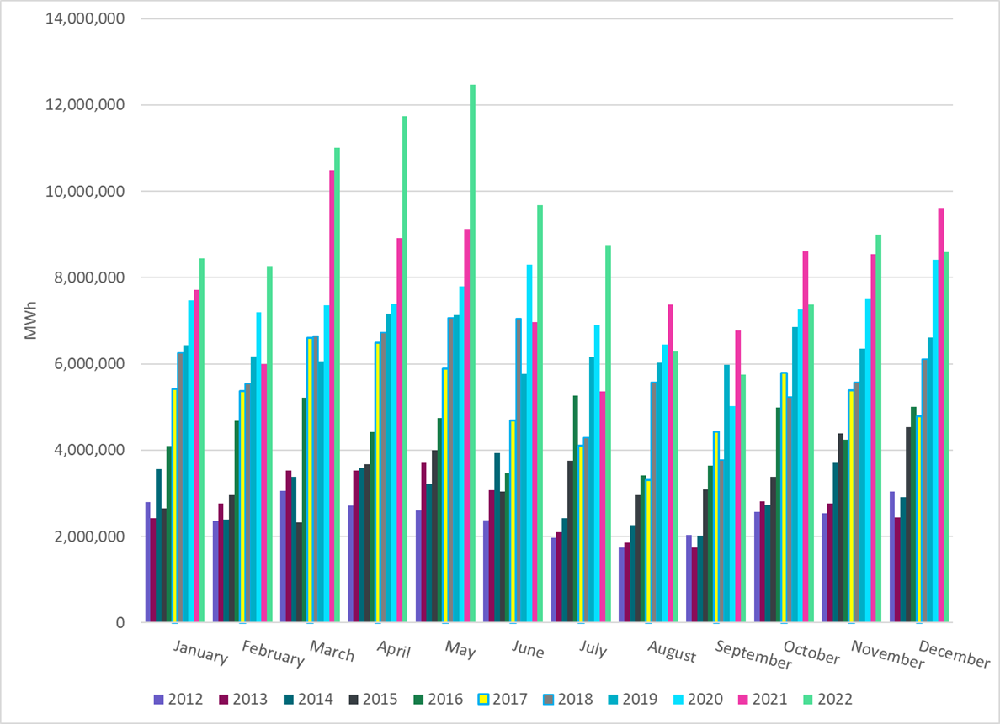 14,000,000
12,000,000
10,000,000
8,000,000
6,000,000
4,000,000
2,000,000
0
MWh
January February March April May June July August September October November December
2012 2013 2014 2015 2016 2017 2018 2019 2020 2021 2022